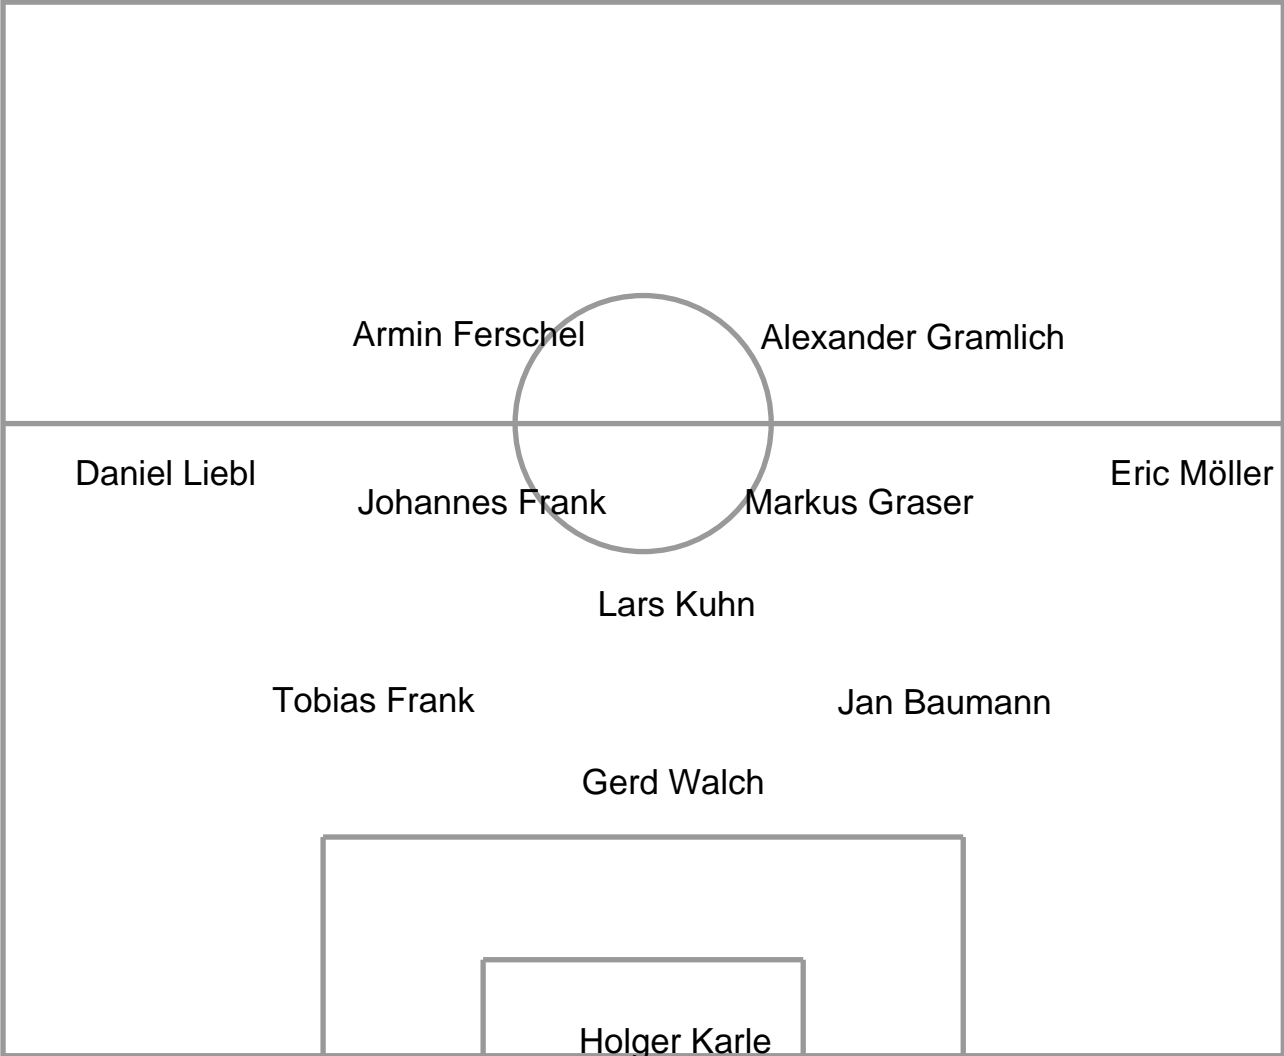 Armin Ferschel
Alexander Gramlich
Daniel Liebl
Eric Möller
Johannes Frank
Markus Graser
Lars Kuhn
Tobias Frank
Jan Baumann
Gerd Walch
Holger Karle